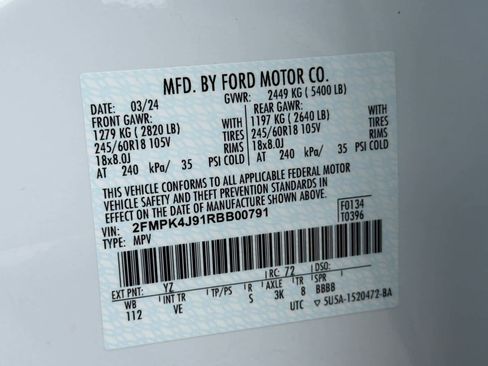 MFD. BY FORD MOTOR CO.
DATE: 03/24 GVWR: 2449 KG (5400 LB)
FRONT GAWR: REAR GAWR:
1279 KG (2820 LB) WITH 1197 KG (2640 LB) WITH
245/60R18 105V TIRES 245/60R18 105V TIRES
18x8.0J RIMS 18x8.0J RIMS
AT 240 kPa/ 35 PSI COLD AT 240 kPa/ 35 PSI COLD
THIS VEHICLE CONFORMS TO ALL APPLICABLE FEDERAL MOTOR
VEHICLE SAFETY AND THEFT PREVENTION STANDARDS IN
EFFECT ON THE DATE OF MANUFACTURE SHOWN ABOVE.
VIN: 2FMPK4J91RBB00791 F0134
TYPE: MPV T0396
EXT PNT: YZ RC: 72 DSO:
WB INT TR TP/PS R AXLE TR SPR
112 VE S 3K 8 BBBB
UTC ▽ 5U5A-1520472-BA